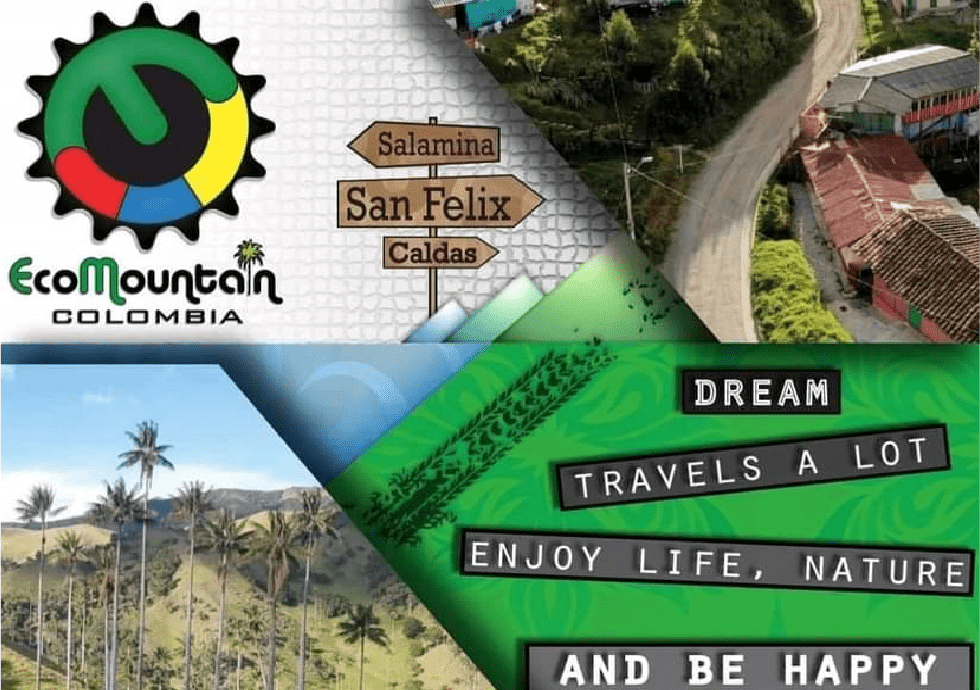 Salamina
San Felix
Caldas
EcoMountain
COLOMBIA
DREAM
TRAVELS A LOT
ENJOY LIFE, NATURE
AND BE HAPPY